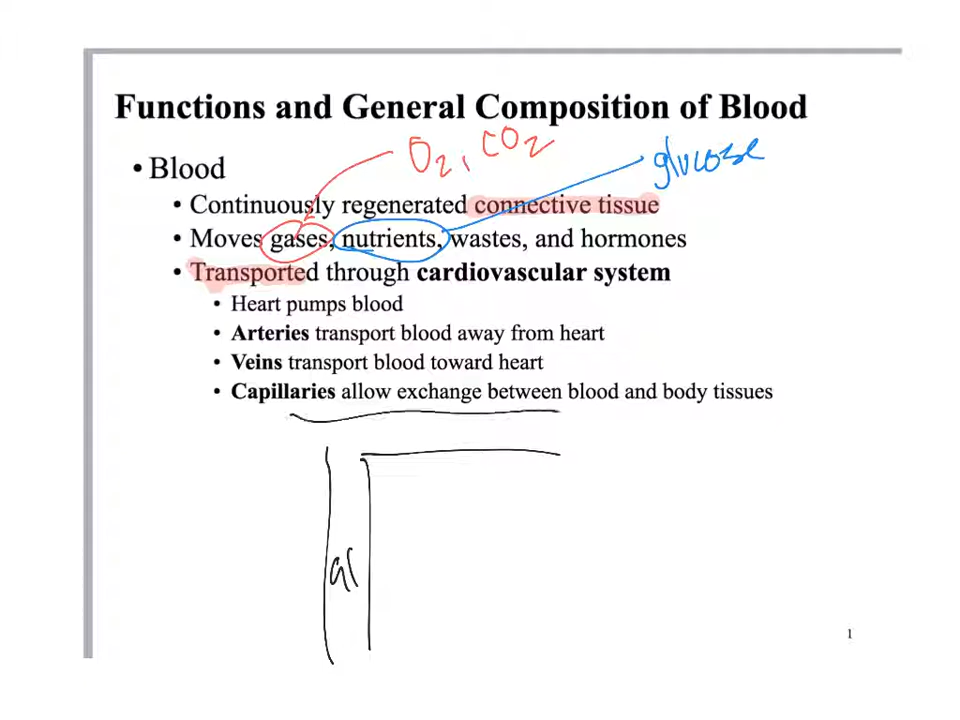 Functions and General Composition of Blood
O2, CO2
glucose
• Blood
• Continuously regenerated connective tissue
• Moves gases, nutrients, wastes, and hormones
• Transported through cardiovascular system
• Heart pumps blood
• Arteries transport blood away from heart
• Veins transport blood toward heart
• Capillaries allow exchange between blood and body tissues
1